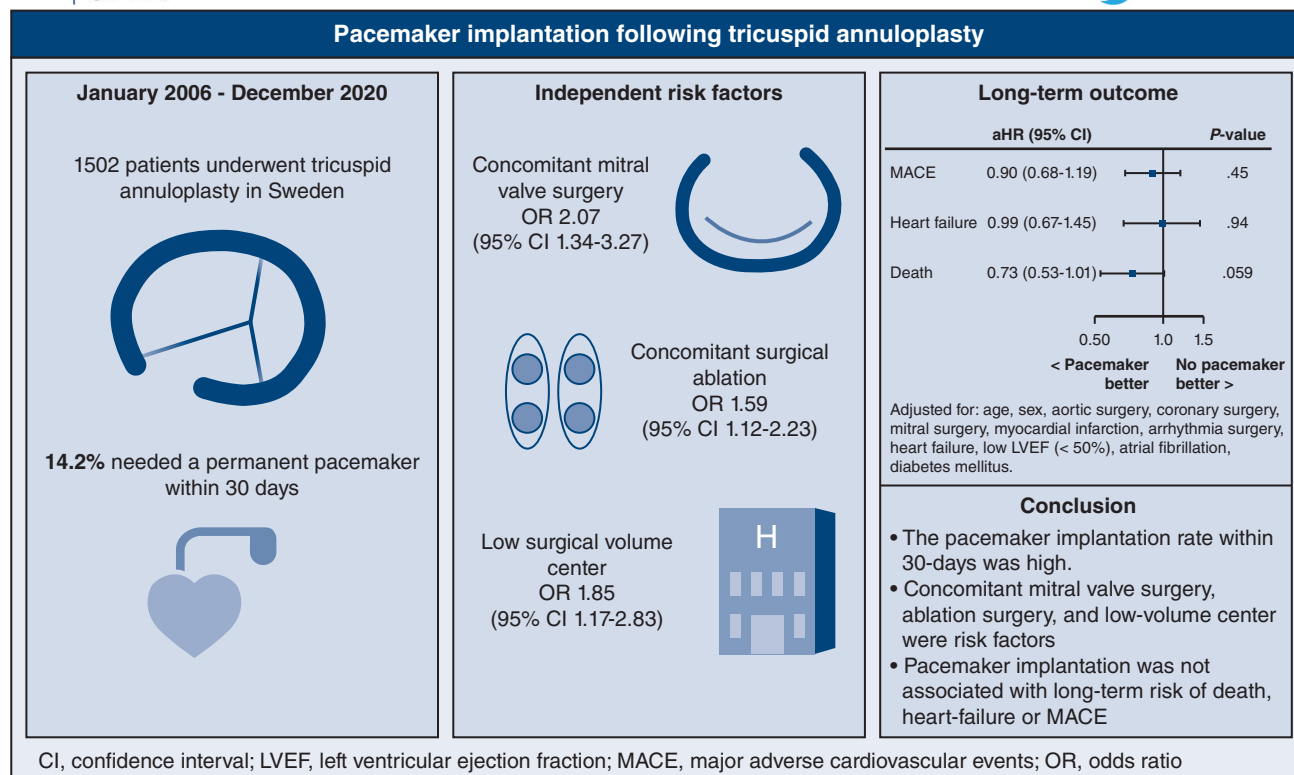 Pacemaker implantation following tricuspid annuloplasty
January 2006 - December 2020
1502 patients underwent tricuspid
annuloplasty in Sweden
14.2% needed a permanent pacemaker
within 30 days
Independent risk factors
Concomitant mitral
valve surgery
OR 2.07
(95% CI 1.34-3.27)
Concomitant surgical
ablation
OR 1.59
(95% CI 1.12-2.23)
Low surgical volume
center
OR 1.85
(95% CI 1.17-2.83)
H
Long-term outcome
aHR (95% CI) P-value
MACE 0.90 (0.68-1.19) .45
Heart failure 0.99 (0.67-1.45) .94
Death 0.73 (0.53-1.01) .059
0.50 1.0 1.5
< Pacemaker No pacemaker
better better >
Adjusted for: age, sex, aortic surgery, coronary surgery,
mitral surgery, myocardial infarction, arrhythmia surgery,
heart failure, low LVEF (< 50%), atrial fibrillation,
diabetes mellitus.
Conclusion
• The pacemaker implantation rate within
30-days was high.
• Concomitant mitral valve surgery,
ablation surgery, and low-volume center
were risk factors
• Pacemaker implantation was not
associated with long-term risk of death,
heart-failure or MACE
CI, confidence interval; LVEF, left ventricular ejection fraction; MACE, major adverse cardiovascular events; OR, odds ratio